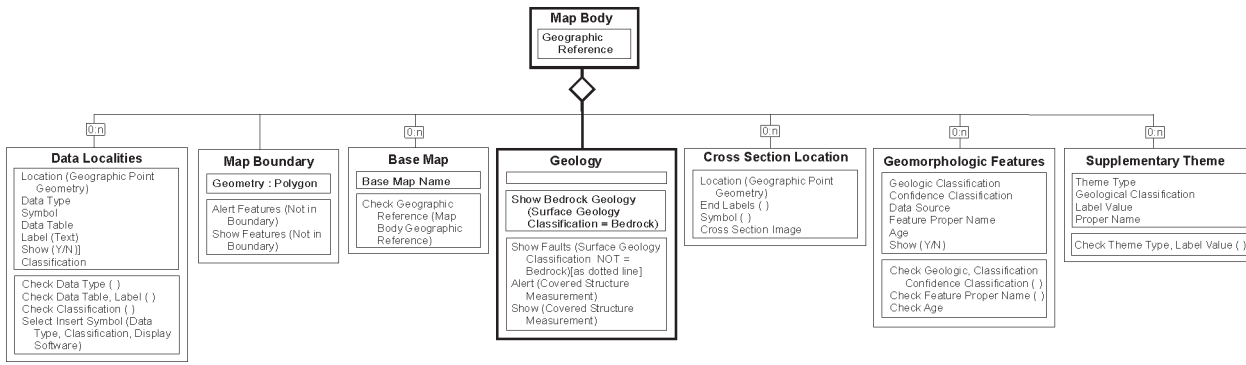 Map Body
Geographic
Reference
0:n
0:n
0:n
0:n
0:n
Data Localities
Location (Geographic Point
Geometry)
Data Type
Symbol
Data Table
Label (Text)
Show (Y/N)]
Classification
Check Data Type ( )
Check Data Table, Label ( )
Check Classification ( )
Select Insert Symbol (Data
Type, Classification, Display
Software)
Map Boundary
Geometry : Polygon
Alert Features (Not in
Boundary)
Show Features (Not in
Boundary)
Base Map
Base Map Name
Check Geographic
Reference (Map
Body Geographic
Reference)
Geology
Show Bedrock Geology
(Surface Geology
Classification = Bedrock)
Show Faults (Surface Geology
Classification NOT =
Bedrock)[as dotted line]
Alert (Covered Structure
Measurement)
Show (Covered Structure
Measurement)
Cross Section Location
Location (Geographic Point
Geometry)
End Labels ( )
Symbol ( )
Cross Section Image
Geomorphologic Features
Geologic Classification
Confidence Classification
Data Source
Feature Proper Name
Age
Show (Y/N)
Check Geologic, Classification
Confidence Classification ( )
Check Feature Proper Name ( )
Check Age
Supplementary Theme
Theme Type
Geological Classification
Label Value
Proper Name
Check Theme Type, Label Value ( )